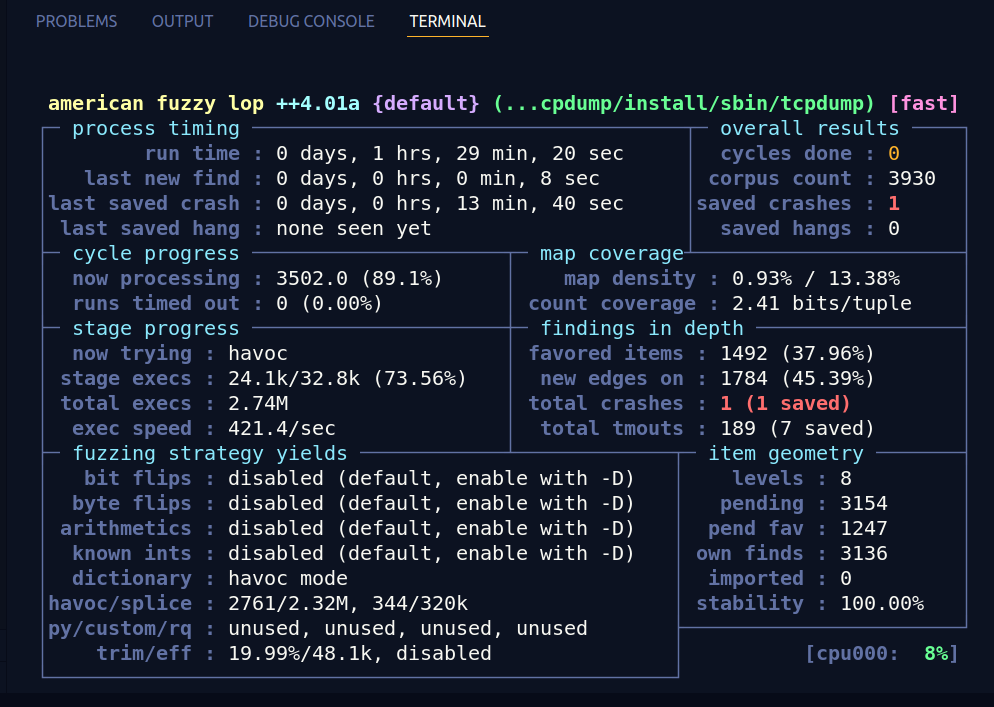 PROBLEMS OUTPUT DEBUG CONSOLE TERMINAL
american fuzzy lop ++4.01a {default} (...cpdump/install/sbin/tcpdump) [fast]
process timing overall results
run time : 0 days, 1 hrs, 29 min, 20 sec cycles done : 0
last new find : 0 days, 0 hrs, 0 min, 8 sec corpus count : 3930
last saved crash : 0 days, 0 hrs, 13 min, 40 sec saved crashes : 1
last saved hang : none seen yet saved hangs : 0
cycle progress map coverage
now processing : 3502.0 (89.1%) map density : 0.93% / 13.38%
runs timed out : 0 (0.00%) count coverage : 2.41 bits/tuple
stage progress findings in depth
now trying : havoc favored items : 1492 (37.96%)
stage execs : 24.1k/32.8k (73.56%) new edges on : 1784 (45.39%)
total execs : 2.74M total crashes : 1 (1 saved)
exec speed : 421.4/sec total tmouts : 189 (7 saved)
fuzzing strategy yields item geometry
bit flips : disabled (default, enable with -D) levels : 8
byte flips : disabled (default, enable with -D) pending : 3154
arithmetics : disabled (default, enable with -D) pend fav : 1247
known ints : disabled (default, enable with -D) own finds : 3136
dictionary : havoc mode imported : 0
havoc/splice : 2761/2.32M, 344/320k stability : 100.00%
py/custom/rq : unused, unused, unused, unused
trim/eff : 19.99%/48.1k, disabled [cpu000: 8%]